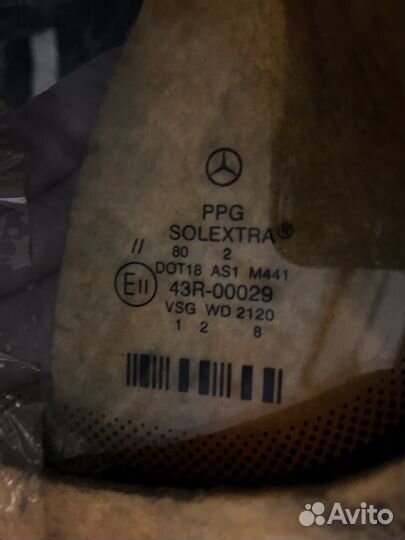 PPG
SOLEXTRA®
//
80 2
DOT18 AS1 M441
E11 43R-00029
VSG WD 2120
1 2 8
Avito